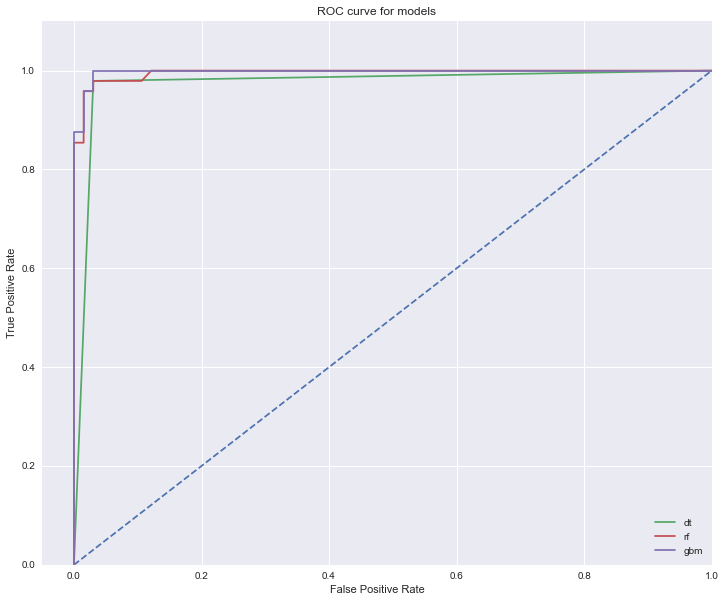 ROC curve for models
True Positive Rate
1.0
0.8
0.6
0.4
0.2
0.0
0.0 0.2 0.4 0.6 0.8 1.0
False Positive Rate
dt
rf
gbm